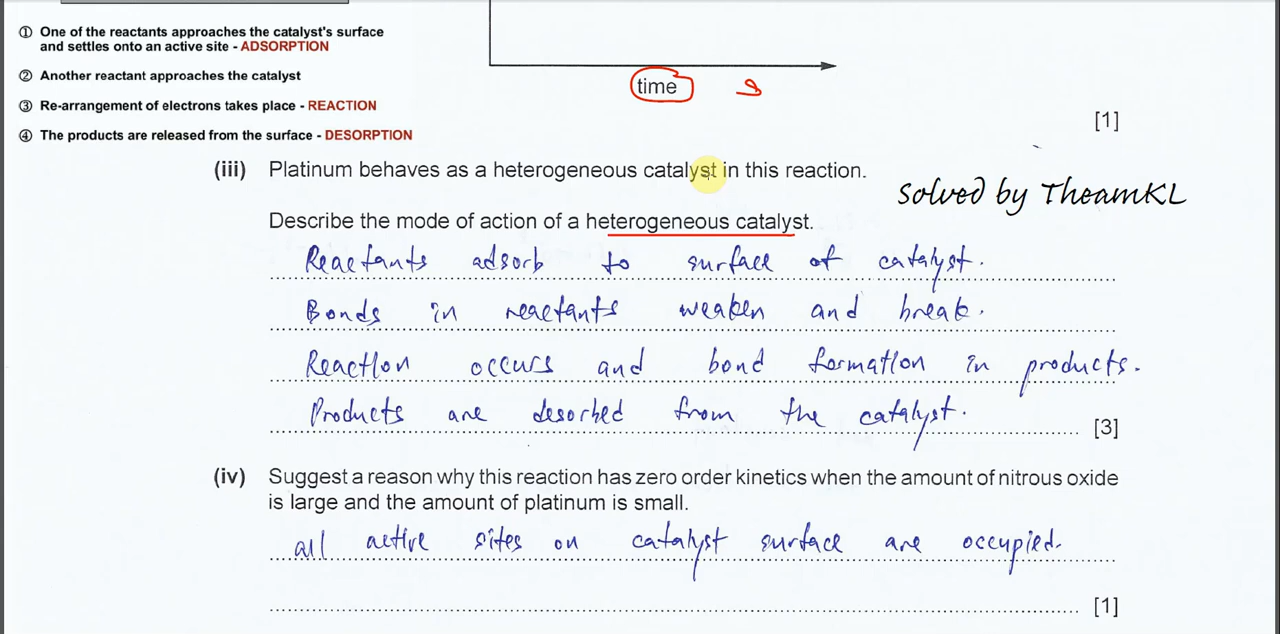 ① One of the reactants approaches the catalyst's surface
and settles onto an active site - ADSORPTION
② Another reactant approaches the catalyst
③ Re-arrangement of electrons takes place - REACTION
④ The products are released from the surface - DESORPTION
time
[1]
(iii) Platinum behaves as a heterogeneous catalyst in this reaction.
Solved by TheamKL
Describe the mode of action of a heterogeneous catalyst.
Reactants adsorb to surface of catalyst.
Bonds in reactants weaken and break.
Reaction occurs and bond formation in products.
Products are desorbed from the catalyst.
[3]
(iv) Suggest a reason why this reaction has zero order kinetics when the amount of nitrous oxide
is large and the amount of platinum is small.
all active sites on catalyst surface are occupied.
[1]